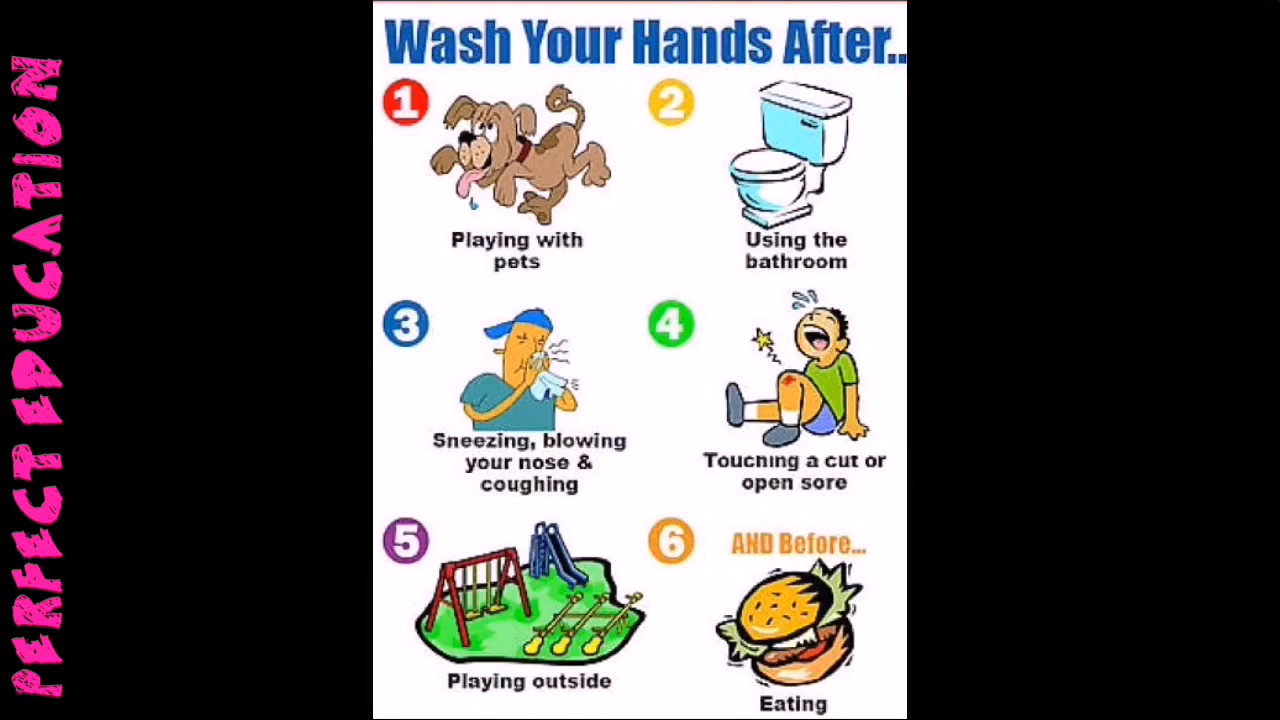 PERFECT EDUCATION
Wash Your Hands After..
1
Playing with
pets
2
Using the
bathroom
3
Sneezing, blowing
your nose &
coughing
4
Touching a cut or
open sore
5
Playing outside
6
AND Before...
Eating